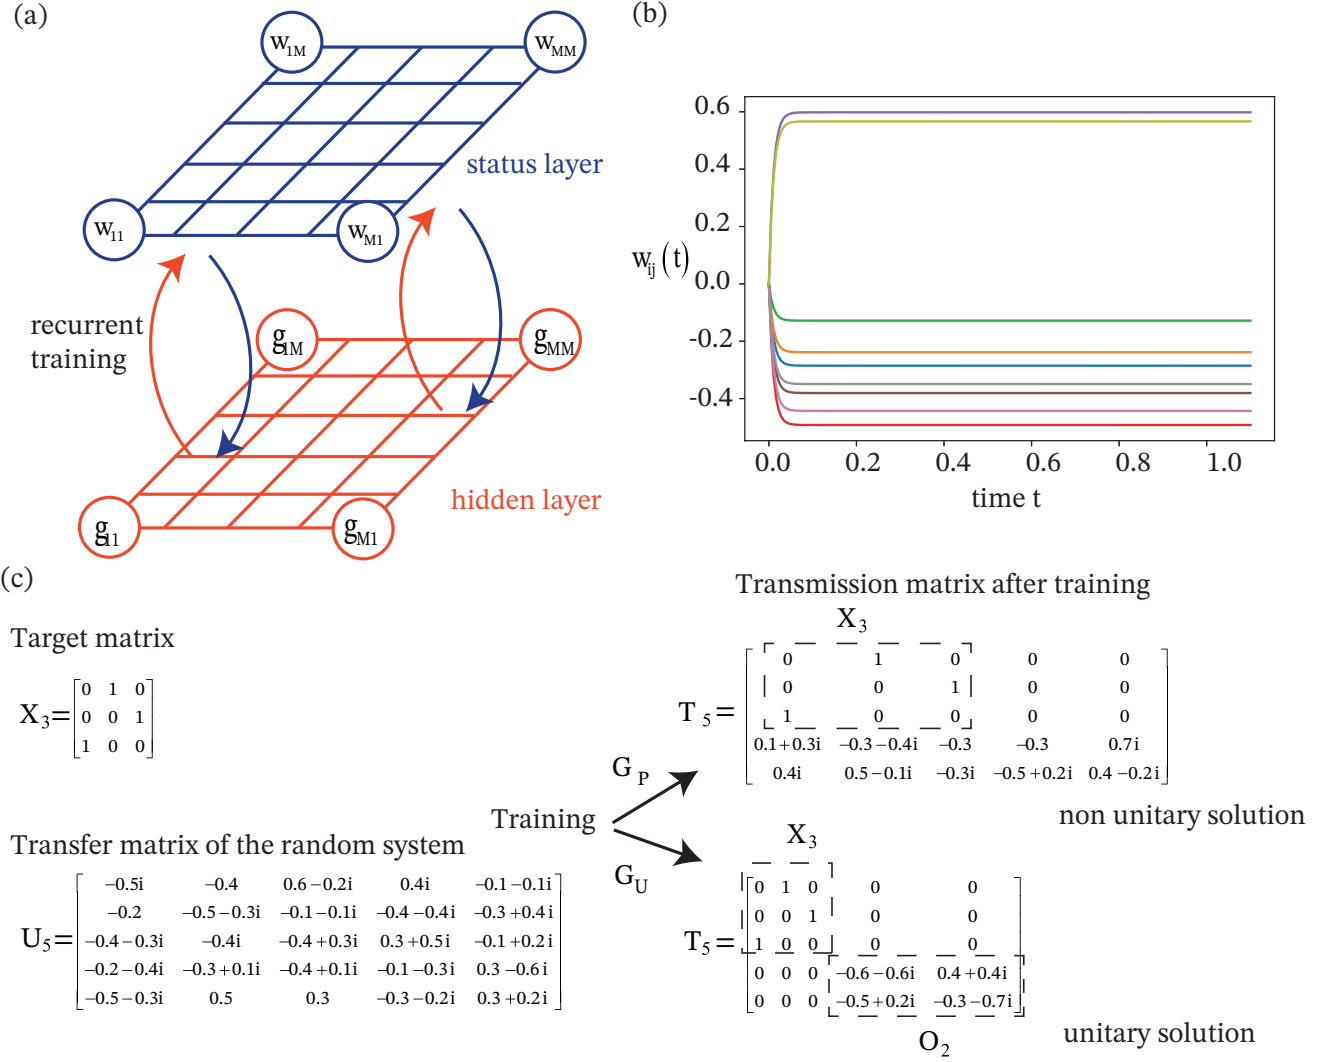 (a)
w1M
wMM
status layer
w11
wM1
recurrent
training
g1M
gMM
hidden layer
g11
gM1
(b)
0.6
0.4
0.2
wij(t) 0.0
-0.2
-0.4
0.0 0.2 0.4 0.6 0.8 1.0
time t
(c)
Target matrix
X3=
0 1 0
0 0 1
1 0 0
Transfer matrix of the random system
U5=
−0.5i −0.4 0.6−0.2i 0.4i −0.1−0.1i
−0.2 −0.5−0.3i −0.1−0.1i −0.4−0.4i −0.3+0.4i
−0.4−0.3i −0.4i −0.4+0.3i 0.3+0.5i −0.1+0.2i
−0.2−0.4i −0.3+0.1i −0.4+0.1i −0.1−0.3i 0.3−0.6i
−0.5−0.3i 0.5 0.3 −0.3−0.2i 0.3+0.2i
Training
GP
GU
Transmission matrix after training
X3
T5=
0 1 0 0 0
0 0 1 0 0
1 0 0 0 0
0.1+0.3i −0.3−0.4i −0.3 −0.3 0.7i
0.4i 0.5−0.1i −0.3i −0.5+0.2i 0.4−0.2i
non unitary solution
X3
T5=
0 1 0 0 0
0 0 1 0 0
1 0 0 0 0
0 0 0 −0.6−0.6i 0.4+0.4i
0 0 0 −0.5+0.2i −0.3−0.7i
O2
unitary solution